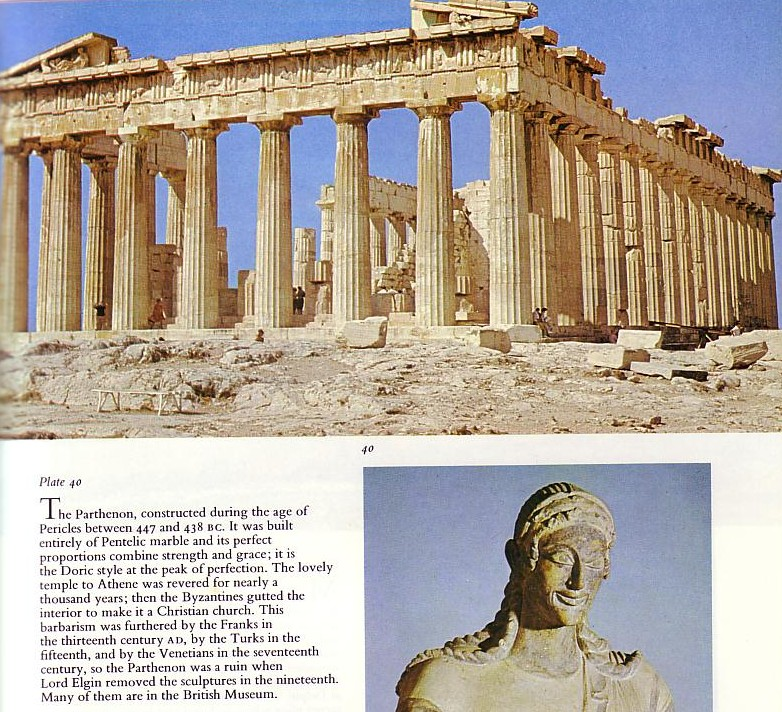 40
Plate 40
The Parthenon, constructed during the age of
Pericles between 447 and 438 BC. It was built
entirely of Pentelic marble and its perfect
proportions combine strength and grace; it is
the Doric style at the peak of perfection. The lovely
temple to Athene was revered for nearly a
thousand years; then the Byzantines gutted the
interior to make it a Christian church. This
barbarism was furthered by the Franks in
the thirteenth century AD, by the Turks in the
fifteenth, and by the Venetians in the seventeenth
century, so the Parthenon was a ruin when
Lord Elgin removed the sculptures in the nineteenth.
Many of them are in the British Museum.